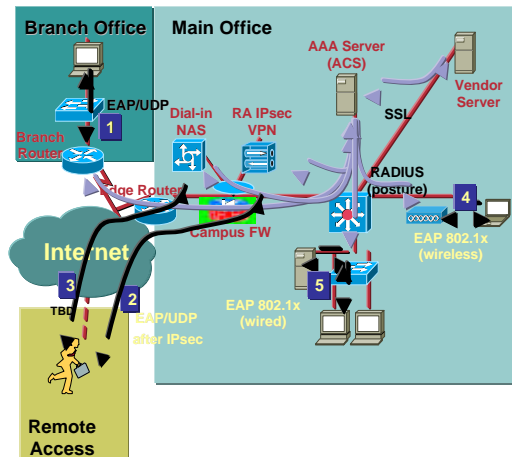 Branch Office
Main Office
AAA Server
(ACS)
Vendor
Server
EAP/UDP
1
Dial-in
NAS
RA IPsec
VPN
SSL
Branch
Router
RADIUS
(posture)
4
Edge Router
Campus FW
EAP 802.1x
(wireless)
Internet
3
2
5
EAP 802.1x
(wired)
TBD
EAP/UDP
after IPsec
Remote
Access